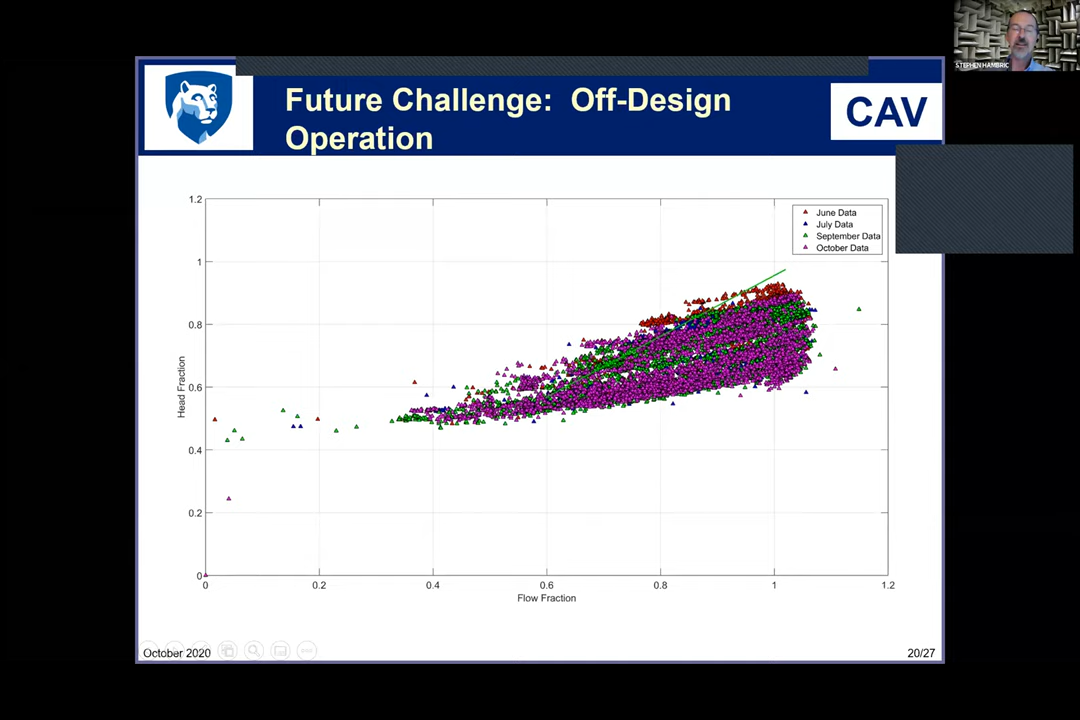 STEPHEN HAMBRIC
Future Challenge: Off-Design
Operation
CAV
1.2
1
0.8
0.6
0.4
0.2
0
Head Fraction
June Data
July Data
September Data
October Data
0
0.2
0.4
0.6
0.8
1
1.2
Flow Fraction
October 2020
20/27